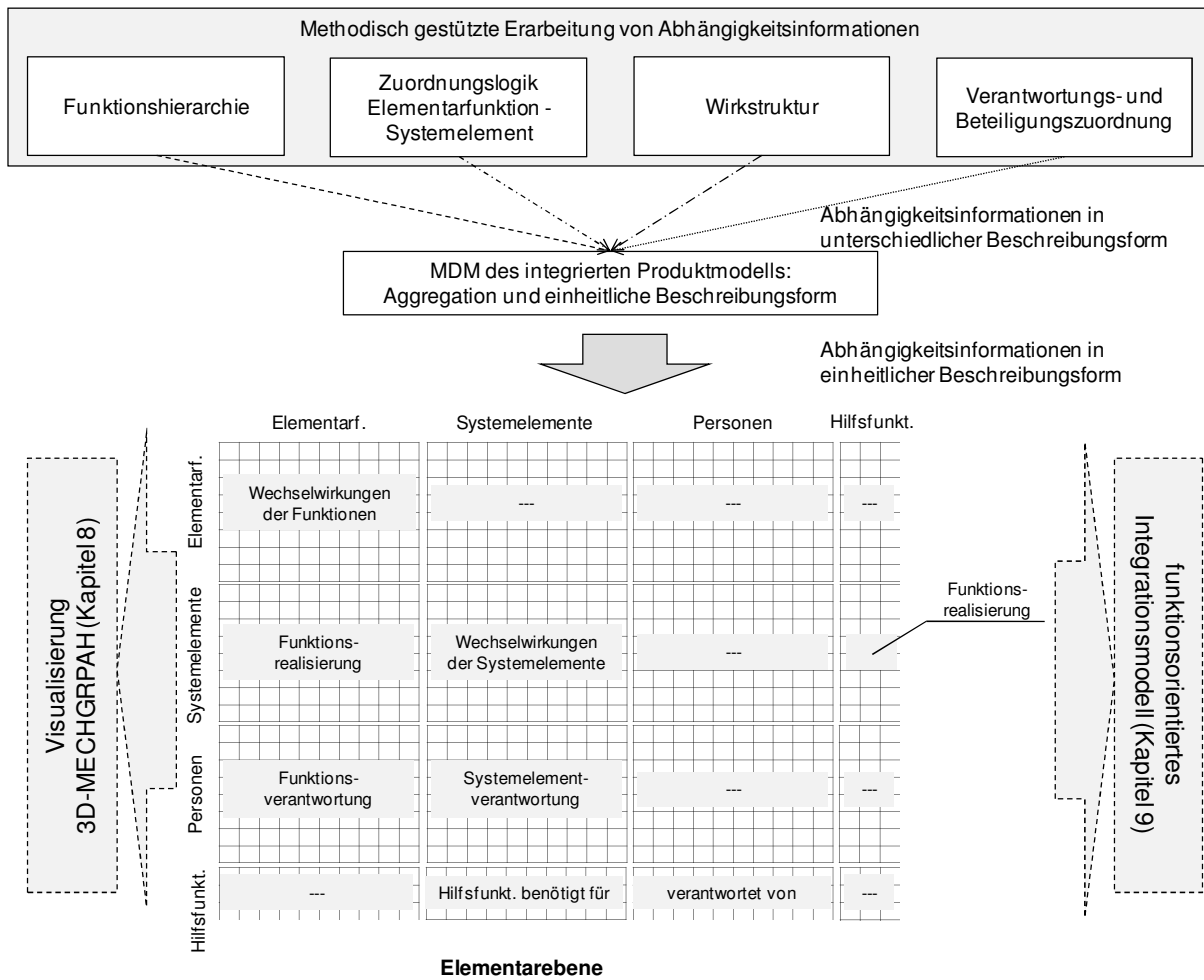 Methodisch gestützte Erarbeitung von Abhängigkeitsinformationen
Funktionshierarchie
Zuordnungslogik
Elementarfunktion -
Systemelement
Wirkstruktur
Verantwortungs- und
Beteiligungszuordnung
Abhängigkeitsinformationen in
unterschiedlicher Beschreibungsform
MDM des integrierten Produktmodells:
Aggregation und einheitliche Beschreibungsform
Abhängigkeitsinformationen in
einheitlicher Beschreibungsform
Elementarf.
Systemelemente
Personen
Hilfsfunkt.
Elementarf.
Wechselwirkungen
der Funktionen
---
---
---
Systemelemente
Funktions-
realisierung
Wechselwirkungen
der Systemelemente
---
Funktions-
realisierung
Personen
Funktions-
verantwortung
Systemelement-
verantwortung
---
---
Hilfsfunkt.
---
Hilfsfunkt. benötigt für
verantwortet von
---
Visualisierung
3D-MECHGRPAH (Kapitel 8)
funktionsorientiertes
Integrationsmodell (Kapitel 9)
Elementarebene